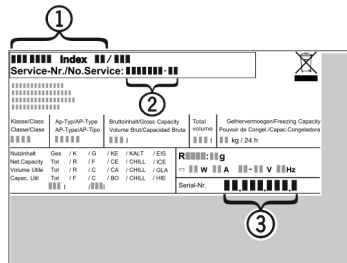 1
Index /
Service-Nr./No.Service: -
2
Klasse/Class Ap-Typ/AP-Type Bruttoinhalt/Gross Capacity Total Gefriervermoegen/Freezing Capacity
Classe/Clase AP-Type/AP-Tipo Volume Brut/Capacidad Bruta volume Pouvoir de Congel./Capac.Congeladora
l l kg / 24 h
Nutzinhalt Ges / K / G / KE / KALT / EIS
Net.Capacity Tot / R / F / CE / CHILL / ICE
Volume Utile Tot / R / C / CA / CHILL / GLA
Capac. Util Tot / F / C / BO / CHILL / HIE
l / l
R : g
W A - V Hz
Serial-Nr. . .
3